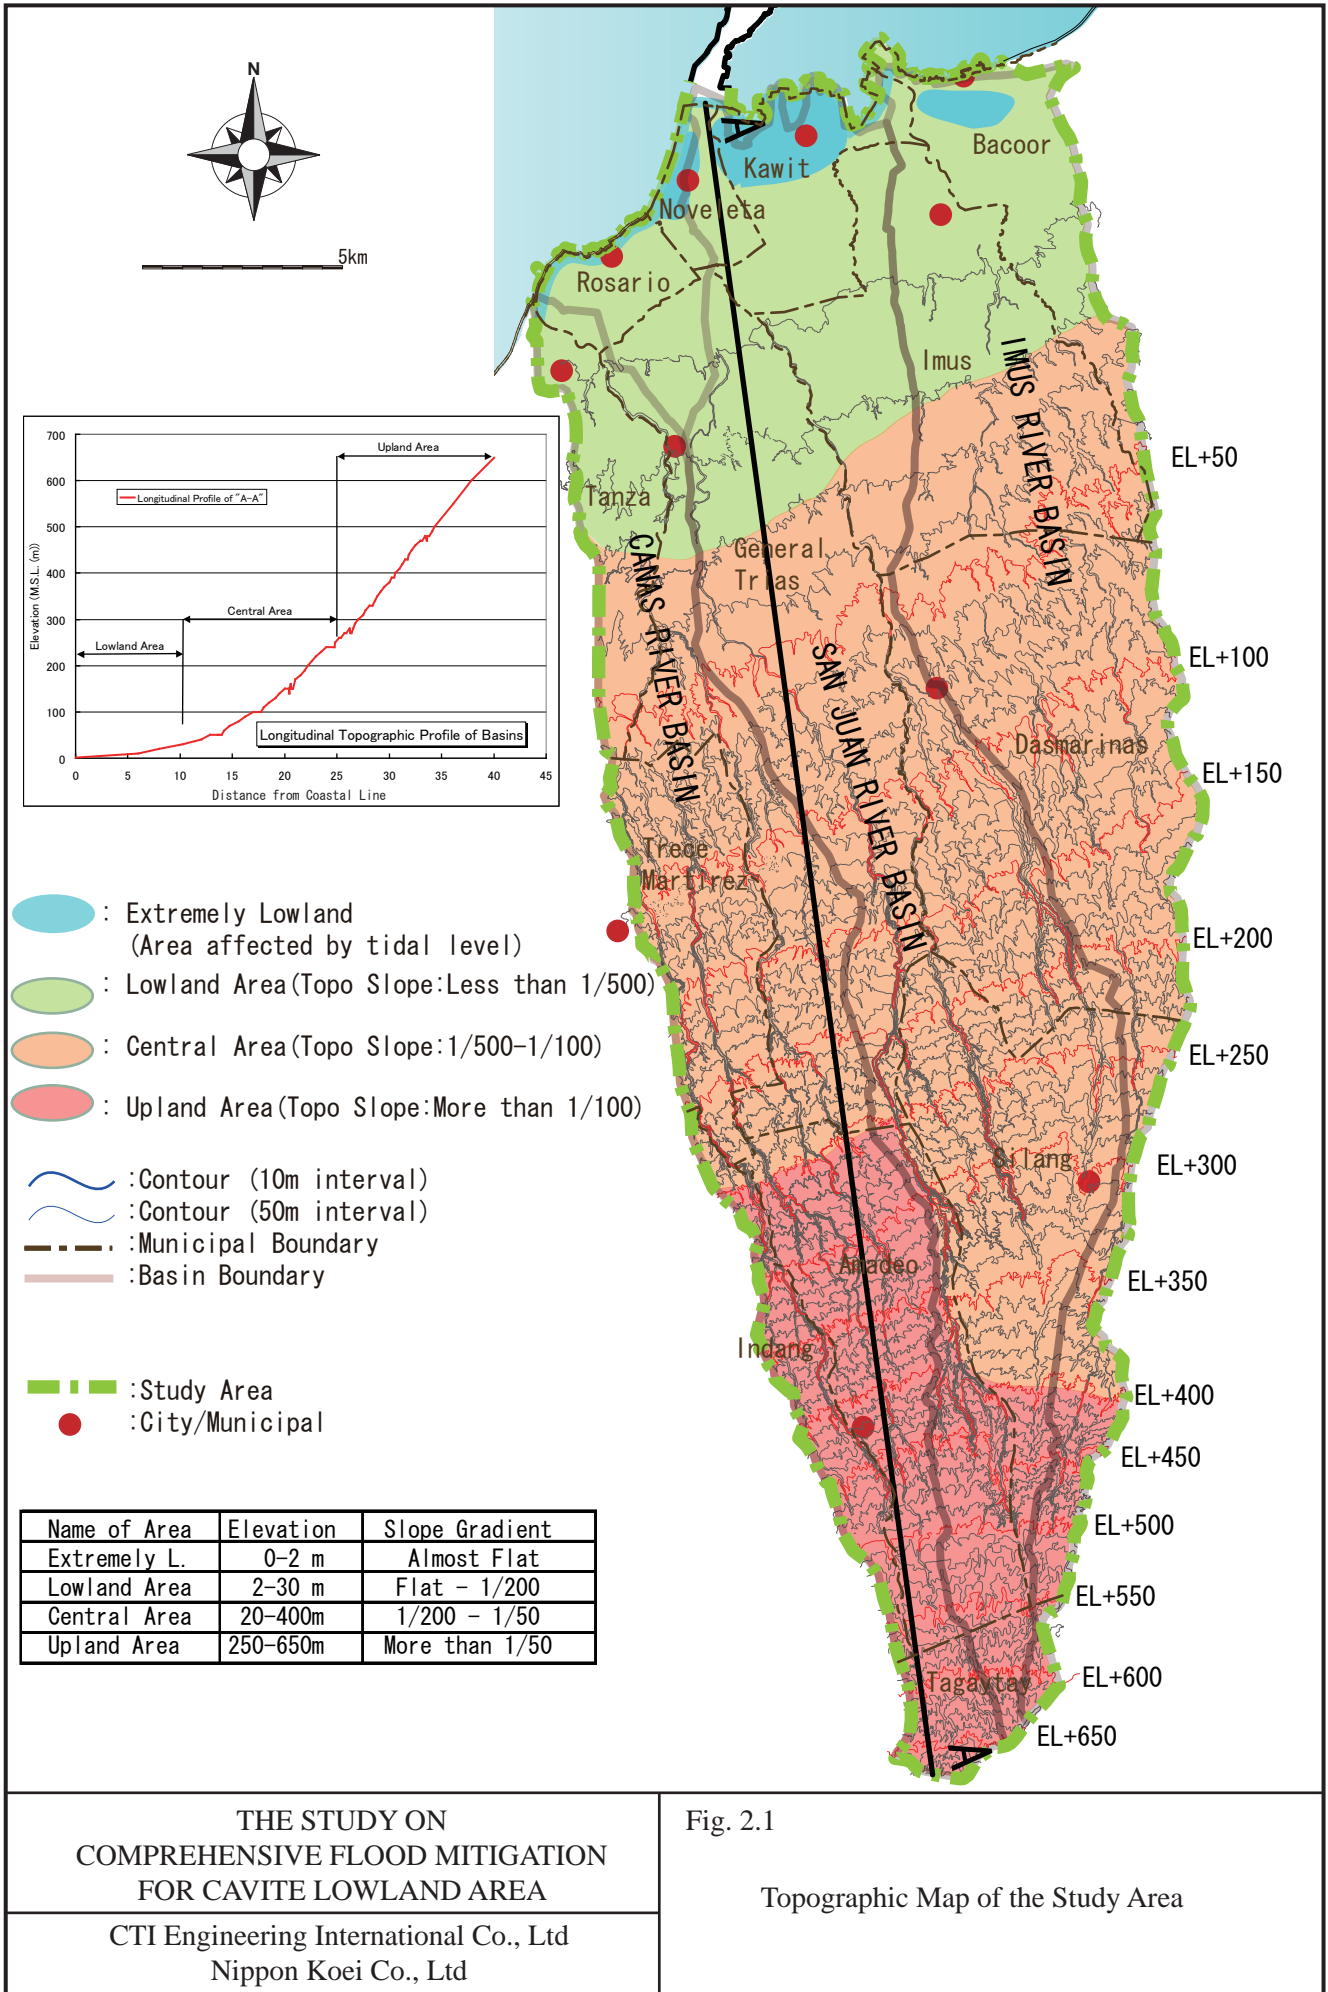 N
5km
A
Kawit
Bacoor
Noveleta
Rosario
Imus
IMUS RIVER BASIN
Tanza
General
Trias
CANAS RIVER BASIN
SAN JUAN RIVER BASIN
Dasmarinas
Trece
Martirez
Silang
Amadeo
Indang
Tagaytay
A
EL+50
EL+100
EL+150
EL+200
EL+250
EL+300
EL+350
EL+400
EL+450
EL+500
EL+550
EL+600
EL+650
700
600
500
400
300
200
100
0
Elevation (M.S.L. (m))
Upland Area
Longitudinal Profile of "A-A"
Central Area
Lowland Area
Longitudinal Topographic Profile of Basins
0 5 10 15 20 25 30 35 40 45
Distance from Coastal Line
: Extremely Lowland
(Area affected by tidal level)
: Lowland Area(Topo Slope:Less than 1/500)
: Central Area(Topo Slope:1/500-1/100)
: Upland Area(Topo Slope:More than 1/100)
:Contour (10m interval)
:Contour (50m interval)
:Municipal Boundary
:Basin Boundary
:Study Area
:City/Municipal
Name of Area Elevation Slope Gradient
Extremely L. 0-2 m Almost Flat
Lowland Area 2-30 m Flat - 1/200
Central Area 20-400m 1/200 - 1/50
Upland Area 250-650m More than 1/50
THE STUDY ON
COMPREHENSIVE FLOOD MITIGATION
FOR CAVITE LOWLAND AREA
CTI Engineering International Co., Ltd
Nippon Koei Co., Ltd
Fig. 2.1
Topographic Map of the Study Area